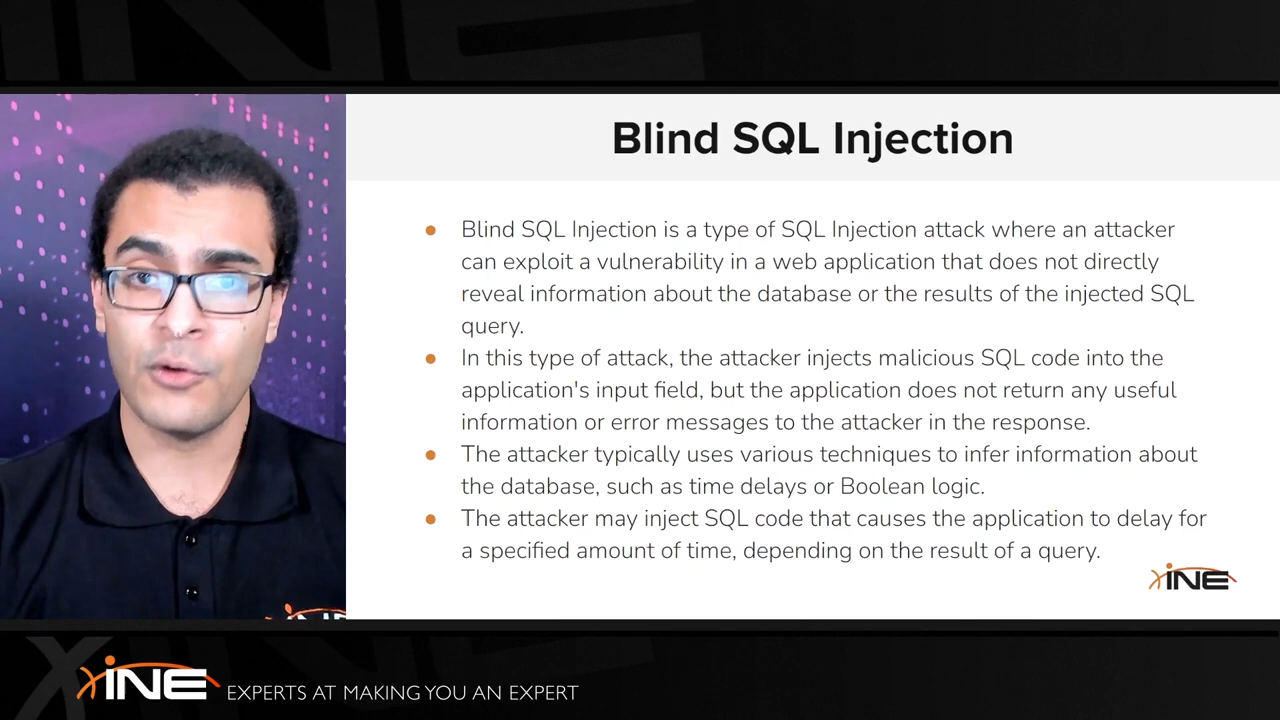 Blind SQL Injection
Blind SQL Injection is a type of SQL Injection attack where an attacker
can exploit a vulnerability in a web application that does not directly
reveal information about the database or the results of the injected SQL
query.
In this type of attack, the attacker injects malicious SQL code into the
application's input field, but the application does not return any useful
information or error messages to the attacker in the response.
The attacker typically uses various techniques to infer information about
the database, such as time delays or Boolean logic.
The attacker may inject SQL code that causes the application to delay for
a specified amount of time, depending on the result of a query.
INE
INE
EXPERTS AT MAKING YOU AN EXPERT